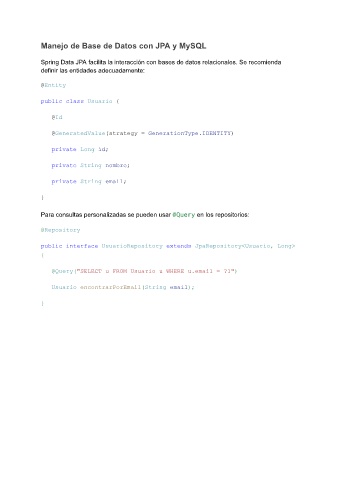 Manejo de Base de Datos con JPA y MySQL
Spring Data JPA facilita la interacción con bases de datos relacionales. Se recomienda
definir las entidades adecuadamente:
@Entity
public class Usuario {
@Id
@GeneratedValue(strategy = GenerationType.IDENTITY)
private Long id;
private String nombre;
private String email;
}
Para consultas personalizadas se pueden usar @Query en los repositorios:
@Repository
public interface UsuarioRepository extends JpaRepository<Usuario, Long>
{
@Query("SELECT u FROM Usuario u WHERE u.email = ?1")
Usuario encontrarPorEmail(String email);
}